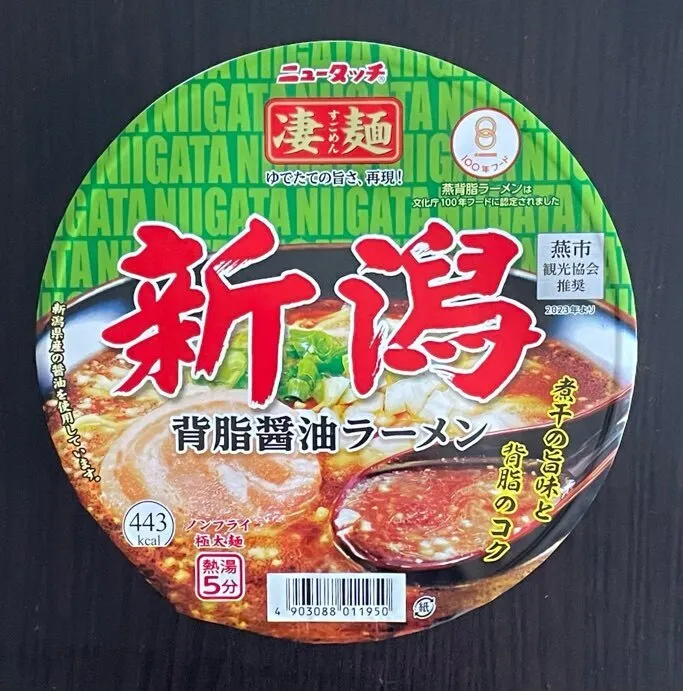 NIIGATA NIIGATA NIIGATA
ニュータッチ®
凄麺
すごめん
ゆでたての旨さ、再現!
100年フード
燕背脂ラーメンは
文化庁100年フードに認定されました
燕市
観光協会
推奨
2023年より
新潟
背脂醤油ラーメン
新潟県産の醤油を使用しています。
煮干の旨味と
背脂のコク
443
kcal
ノンフライ
極太麺
熱湯
5分
4 903088 011950
紙